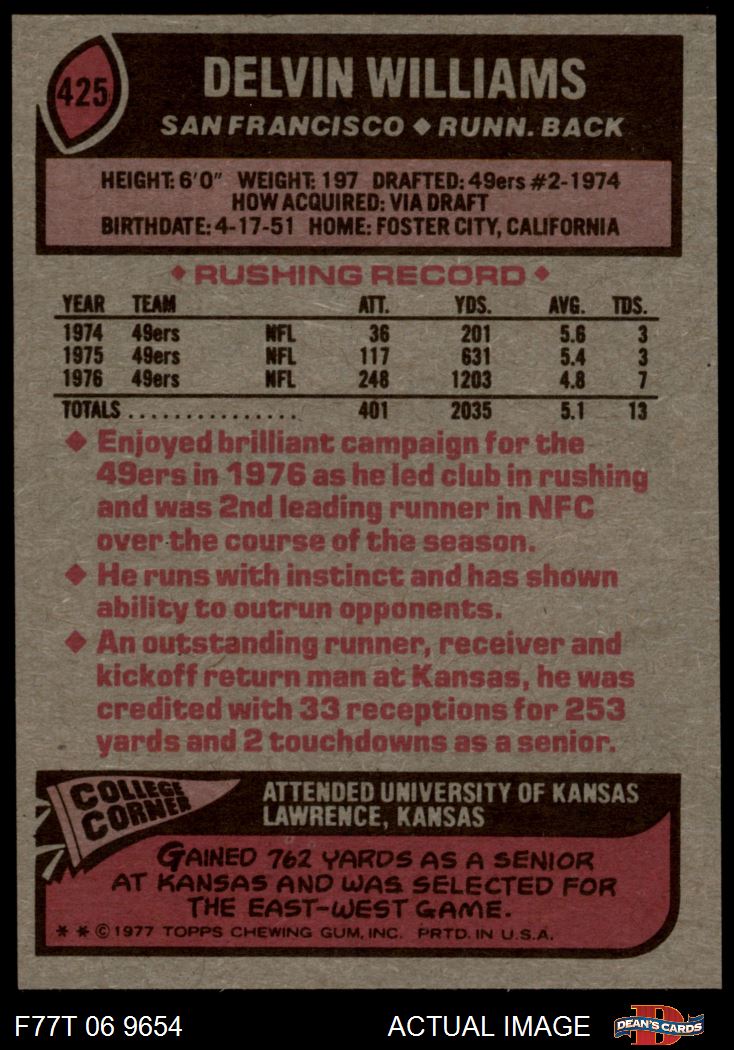 425
DELVIN WILLIAMS
SAN FRANCISCO ◆ RUNN. BACK
HEIGHT: 6'0" WEIGHT: 197 DRAFTED: 49ers #2-1974
HOW ACQUIRED: VIA DRAFT
BIRTHDATE: 4-17-51 HOME: FOSTER CITY, CALIFORNIA
◆ RUSHING RECORD ◆
YEAR TEAM ATT. YDS. AVG. TDS.
1974 49ers NFL 36 201 5.6 3
1975 49ers NFL 117 631 5.4 3
1976 49ers NFL 248 1203 4.8 7
TOTALS ............... 401 2035 5.1 13
◆ Enjoyed brilliant campaign for the
49ers in 1976 as he led club in rushing
and was 2nd leading runner in NFC
over the course of the season.
◆ He runs with instinct and has shown
ability to outrun opponents.
◆ An outstanding runner, receiver and
kickoff return man at Kansas, he was
credited with 33 receptions for 253
yards and 2 touchdowns as a senior.
COLLEGE
CORNER
ATTENDED UNIVERSITY OF KANSAS
LAWRENCE, KANSAS
GAINED 762 YARDS AS A SENIOR
AT KANSAS AND WAS SELECTED FOR
THE EAST-WEST GAME.
* * © 1977 TOPPS CHEWING GUM, INC. PRTD. IN U.S.A.
F77T 06 9654 ACTUAL IMAGE
D
DEAN'S CARDS